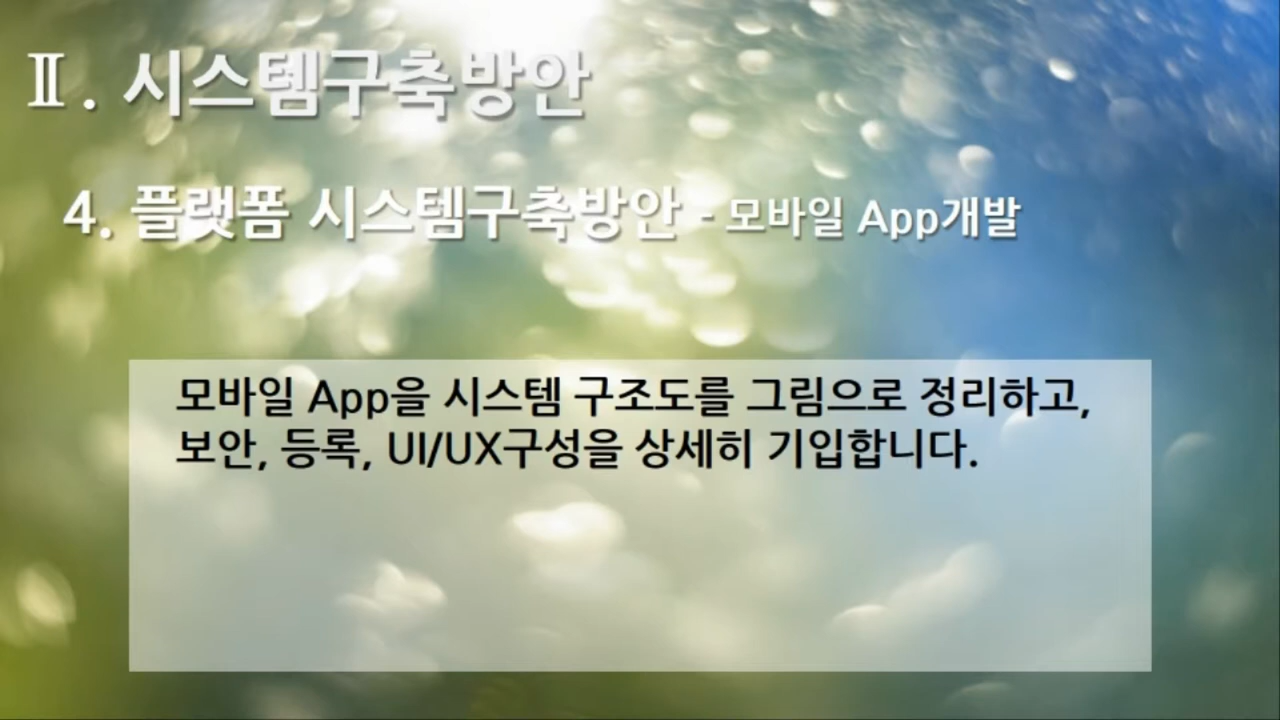 Ⅱ. 시스템구축방안
4. 플랫폼 시스템구축방안 - 모바일 App개발
모바일 App을 시스템 구조도를 그림으로 정리하고,
보안, 등록, UI/UX구성을 상세히 기입합니다.